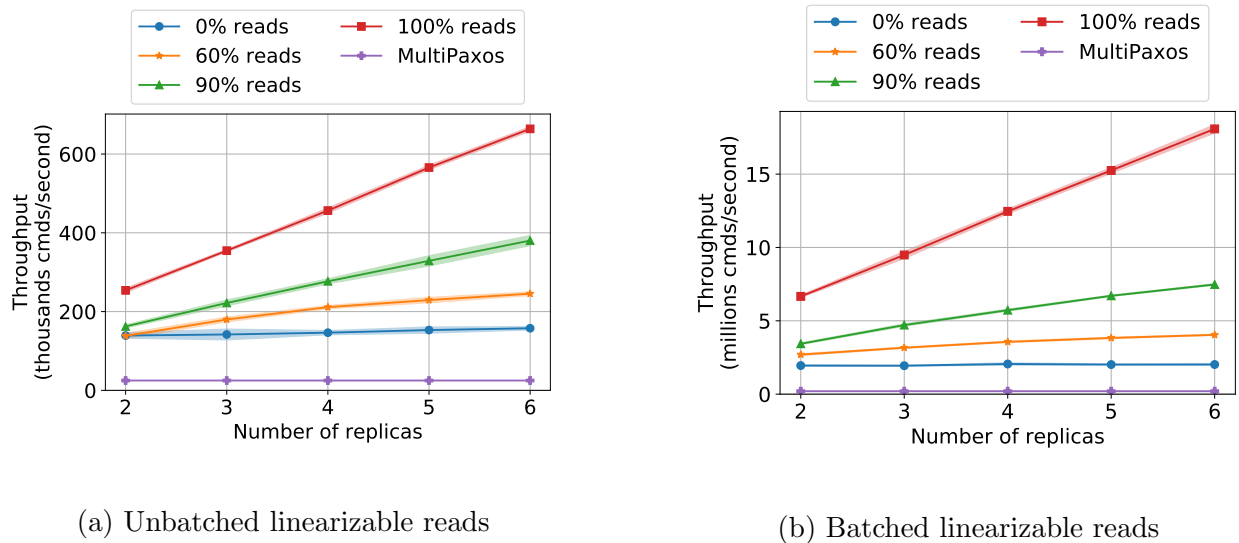 0% reads
60% reads
90% reads
100% reads
MultiPaxos
Throughput
(thousands cmds/second)
600
400
200
0
2 3 4 5 6
Number of replicas
(a) Unbatched linearizable reads
0% reads
60% reads
90% reads
100% reads
MultiPaxos
Throughput
(millions cmds/second)
15
10
5
0
2 3 4 5 6
Number of replicas
(b) Batched linearizable reads